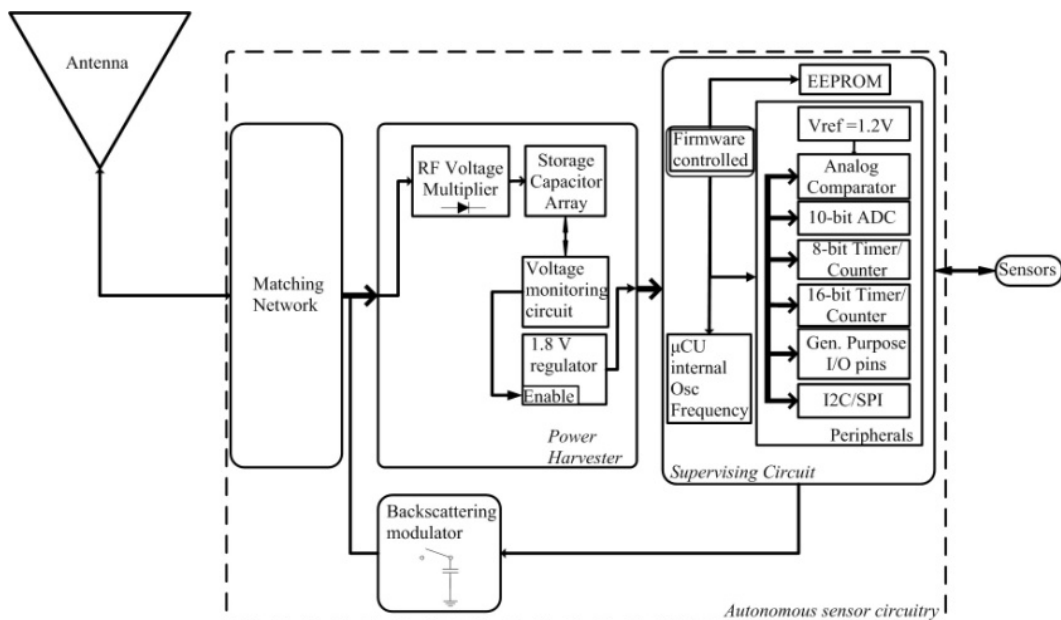 Antenna
Matching
Network
RF Voltage
Multiplier
Storage
Capacitor
Array
Voltage
monitoring
circuit
1.8 V
regulator
Enable
Power
Harvester
Firmware
controlled
µCU
internal
Osc
Frequency
EEPROM
Vref =1.2V
Analog
Comparator
10-bit ADC
8-bit Timer/
Counter
16-bit Timer/
Counter
Gen. Purpose
I/O pins
I2C/SPI
Peripherals
Supervising Circuit
Sensors
Backscattering
modulator
Autonomous sensor circuitry